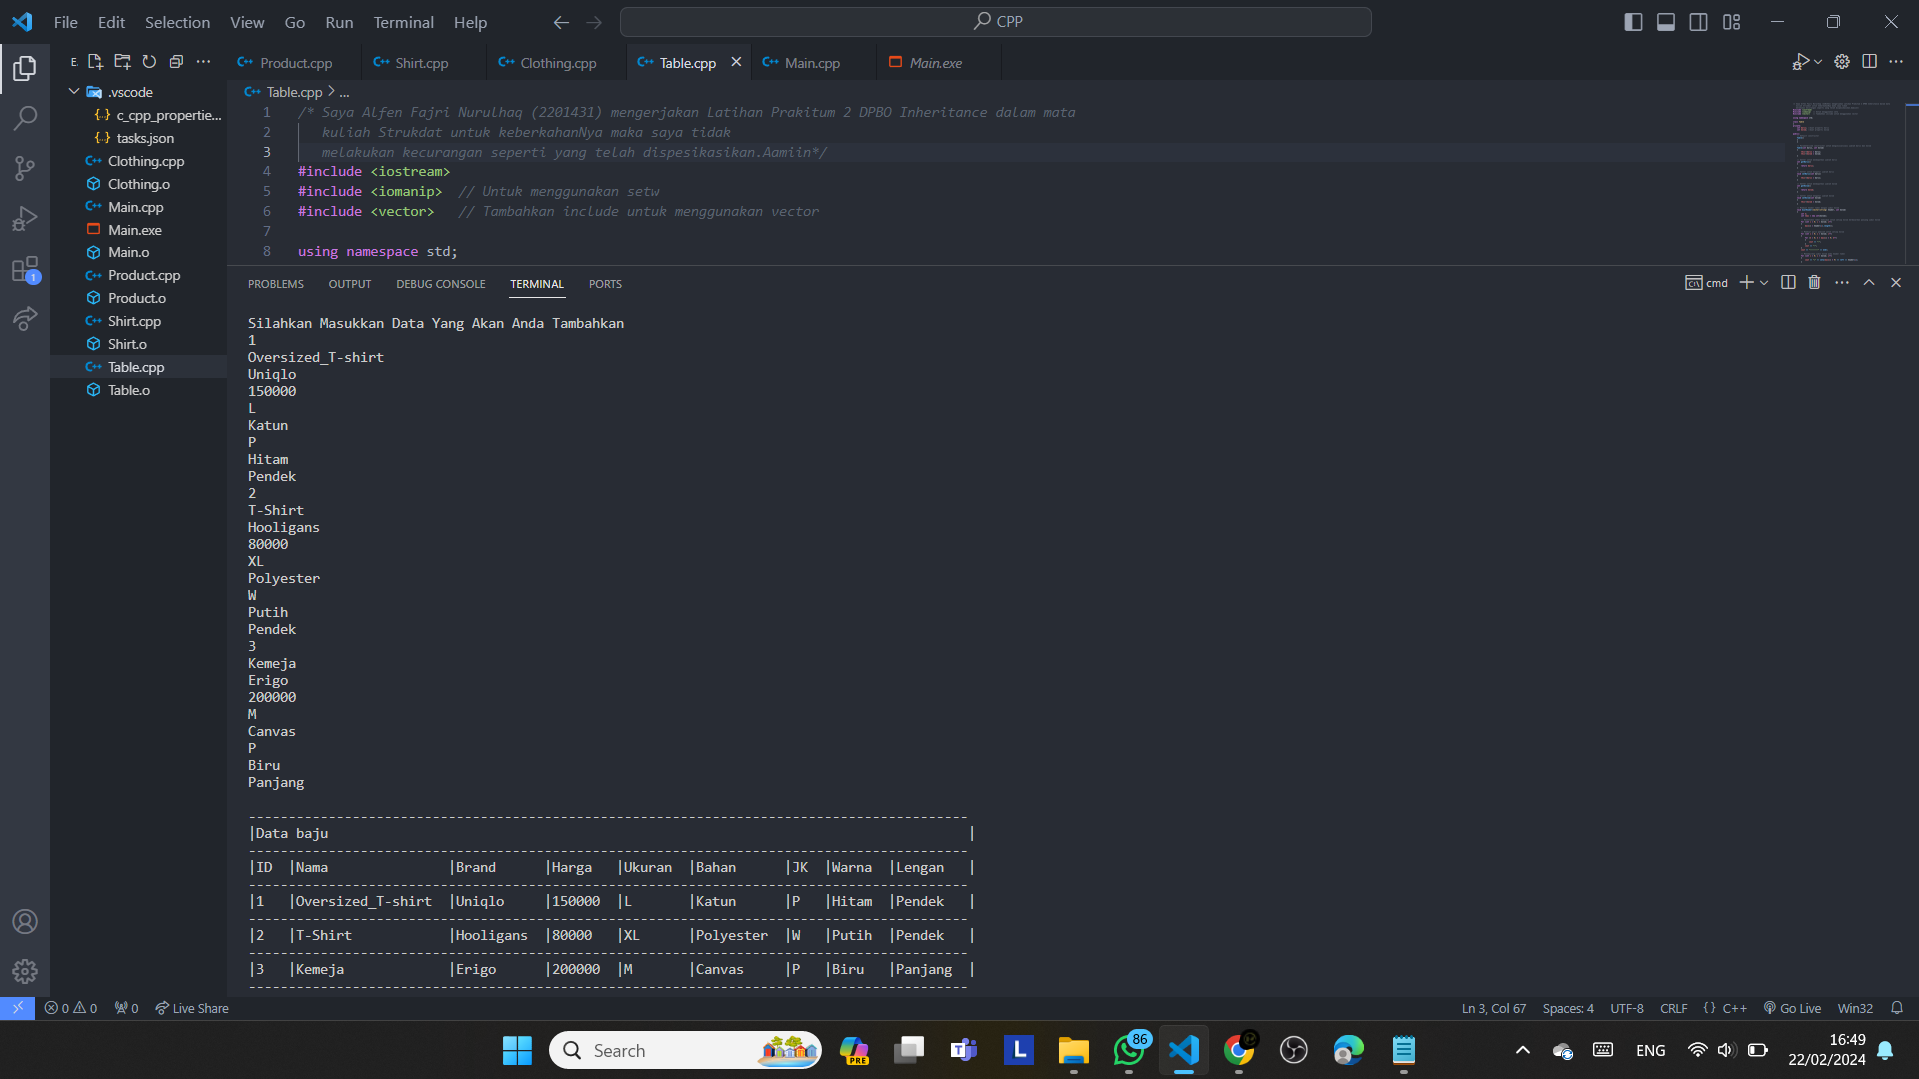 File Edit Selection View Go Run Terminal Help
CPP
E.
Product.cpp Shirt.cpp Clothing.cpp Table.cpp Main.cpp Main.exe
.vscode
c_cpp_propertie...
tasks.json
Clothing.cpp
Clothing.o
Main.cpp
Main.exe
Main.o
Product.cpp
Product.o
Shirt.cpp
Shirt.o
Table.cpp
Table.o
Table.cpp > ...
1 /* Saya Alfen Fajri Nurulhaq (2201431) mengerjakan Latihan Prakitum 2 DPBO Inheritance dalam mata
2 kuliah Strukdat untuk keberkahanNya maka saya tidak
3 melakukan kecurangan seperti yang telah dispesikasikan.Aamiin*/
4 #include <iostream>
5 #include <iomanip> // Untuk menggunakan setw
6 #include <vector> // Tambahkan include untuk menggunakan vector
7
8 using namespace std;
PROBLEMS OUTPUT DEBUG CONSOLE TERMINAL PORTS
cmd
Silahkan Masukkan Data Yang Akan Anda Tambahkan
1
Oversized_T-shirt
Uniqlo
150000
L
Katun
P
Hitam
Pendek
2
T-Shirt
Hooligans
80000
XL
Polyester
W
Putih
Pendek
3
Kemeja
Erigo
200000
M
Canvas
P
Biru
Panjang
------------------------------------------------------------------------------------------
|Data baju |
------------------------------------------------------------------------------------------
|ID |Nama |Brand |Harga |Ukuran |Bahan |JK |Warna |Lengan |
------------------------------------------------------------------------------------------
|1 |Oversized_T-shirt |Uniqlo |150000 |L |Katun |P |Hitam |Pendek |
------------------------------------------------------------------------------------------
|2 |T-Shirt |Hooligans |80000 |XL |Polyester |W |Putih |Pendek |
------------------------------------------------------------------------------------------
|3 |Kemeja |Erigo |200000 |M |Canvas |P |Biru |Panjang |
------------------------------------------------------------------------------------------
1
0 0 0 Live Share
Ln 3, Col 67 Spaces: 4 UTF-8 CRLF {} C++ Go Live Win32
Search
PRE
T
L
86
ENG
16:49
22/02/2024